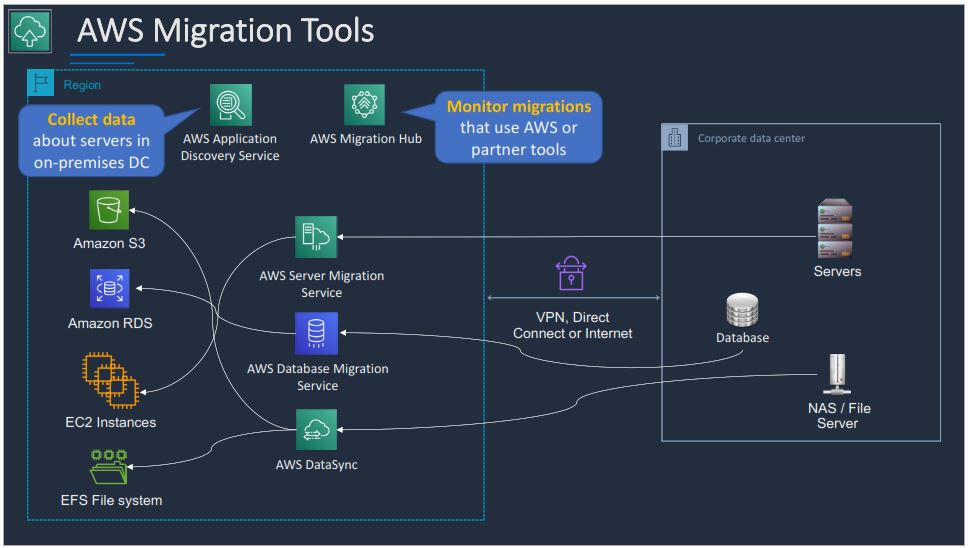 AWS Migration Tools
Region
Collect data
about servers in
on-premises DC
AWS Application
Discovery Service
AWS Migration Hub
Monitor migrations
that use AWS or
partner tools
Corporate data center
Amazon S3
AWS Server Migration
Service
Servers
Amazon RDS
VPN, Direct
Connect or Internet
Database
AWS Database Migration
Service
EC2 Instances
NAS / File
Server
AWS DataSync
EFS File system